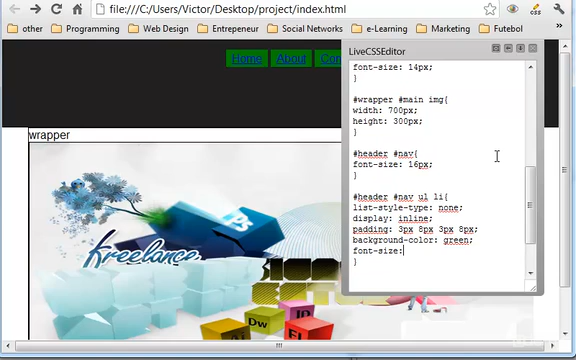 file:///C:/Users/Victor/Desktop/project/index.html
other
Programming
Web Design
Entrepeneur
Social Networks
e-Learning
Marketing
Futebol
Home
About
LiveCSSEditor
font-size: 14px;
}
#wrapper #main img{
width: 700px;
height: 300px;
}
#header #nav{
font-size: 16px;
}
#header #nav ul li{
list-style-type: none;
display: inline;
padding: 3px 8px 3px 8px;
background-color: green;
font-size:
}
wrapper
freelance
Dw